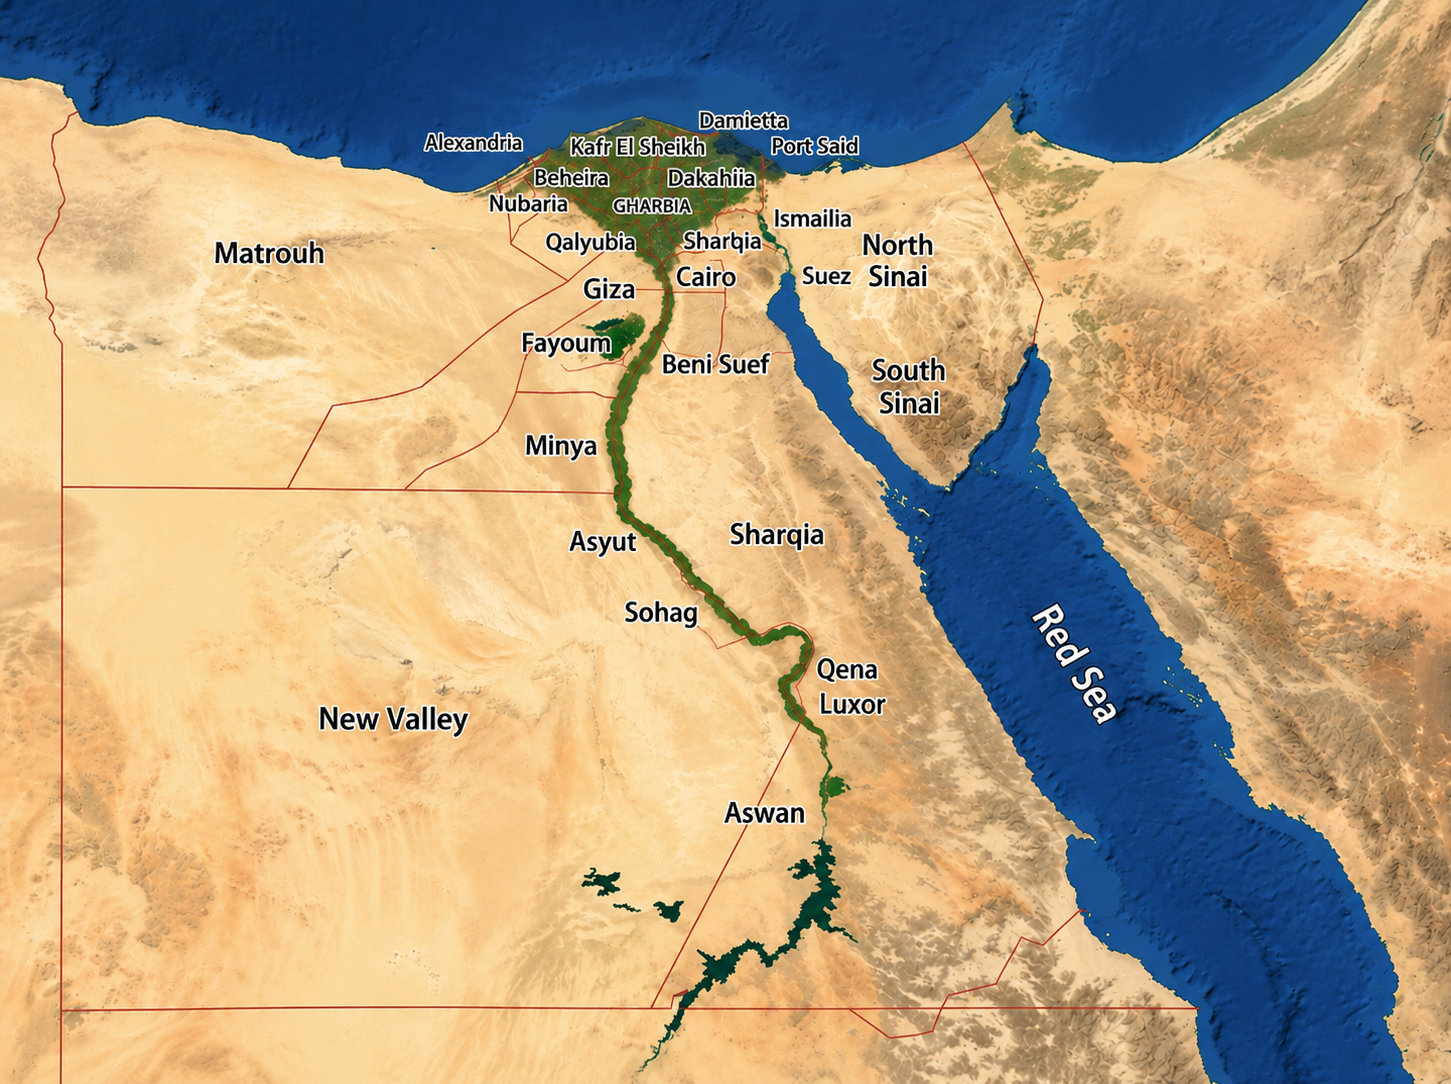 Damietta
Alexandria
Kafr El Sheikh
Port Said
Beheira
Dakahiia
Nubaria
GHARBIA
Ismailia
Qalyubia
Sharqia
North
Sinai
Matrouh
Cairo
Suez
Giza
Fayoum
Beni Suef
South
Sinai
Minya
Sharqia
Asyut
Sohag
Red Sea
Qena
Luxor
New Valley
Aswan